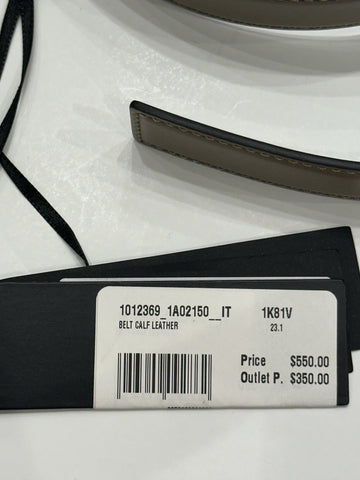 1012369_1A02150__IT 1K81V
BELT CALF LEATHER 23.1
Price $550.00
Outlet P. $350.00